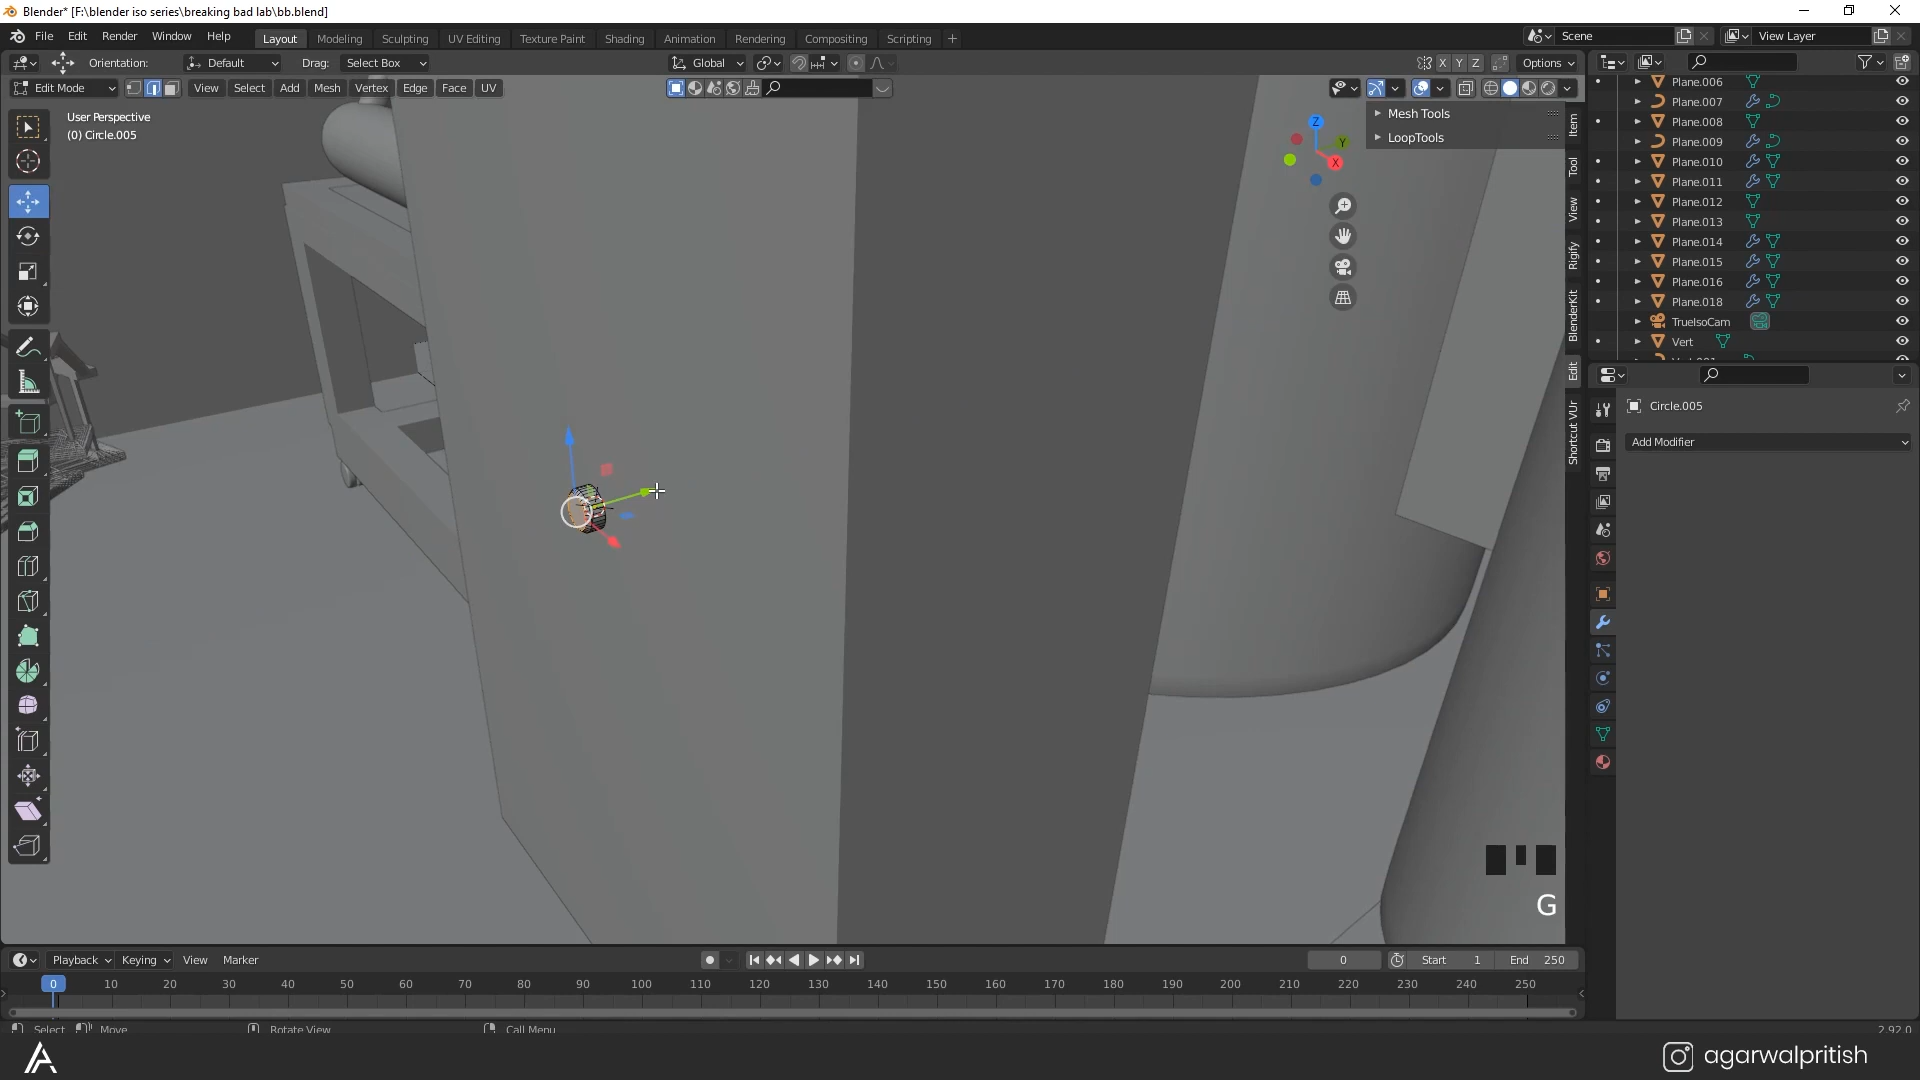 Blender* [F:\blender iso series\breaking bad lab\bb.blend]
File Edit Render Window Help Layout Modeling Sculpting UV Editing Texture Paint Shading Animation Rendering Compositing Scripting + Scene View Layer
Orientation: Default Drag: Select Box Global X Y Z Options
Edit Mode View Select Add Mesh Vertex Edge Face UV
User Perspective
(0) Circle.005
Mesh Tools
LoopTools
Z
Y
X
Item
Tool
View
Rigify
BlenderKit
Edit
Shortcut VUr
Plane.006
Plane.007
Plane.008
Plane.009
Plane.010
Plane.011
Plane.012
Plane.013
Plane.014
Plane.015
Plane.016
Plane.018
TrueIsoCam
Vert
Vert.001
Circle.005
Add Modifier
G
Playback Keying View Marker 0 Start 1 End 250
0 10 20 30 40 50 60 70 80 90 100 110 120 130 140 150 160 170 180 190 200 210 220 230 240 250
Select Move Rotate View Call Menu 2.92.0
agarwalpritish